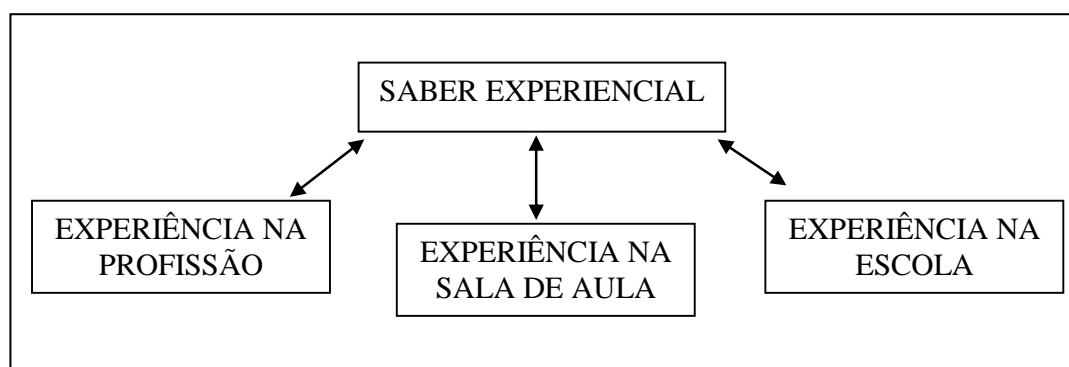 SABER EXPERIENCIAL
EXPERIÊNCIA NA
PROFISSÃO
EXPERIÊNCIA NA
SALA DE AULA
EXPERIÊNCIA NA
ESCOLA